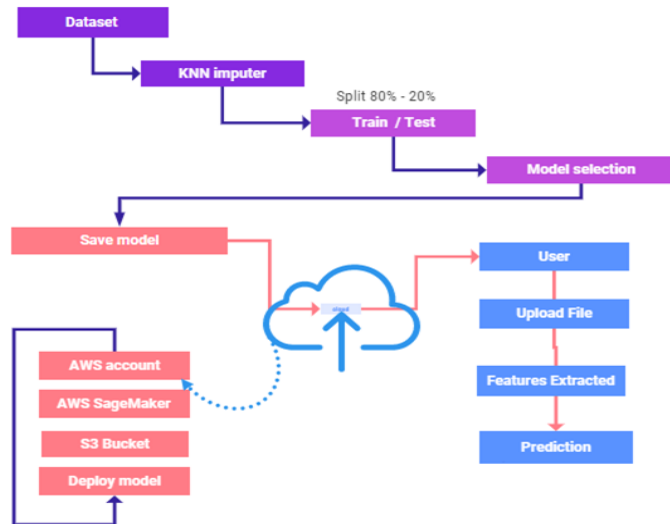 Dataset
KNN imputer
Split 80% - 20%
Train / Test
Model selection
Save model
cloud
User
Upload File
AWS account
Features Extracted
AWS SageMaker
S3 Bucket
Prediction
Deploy model